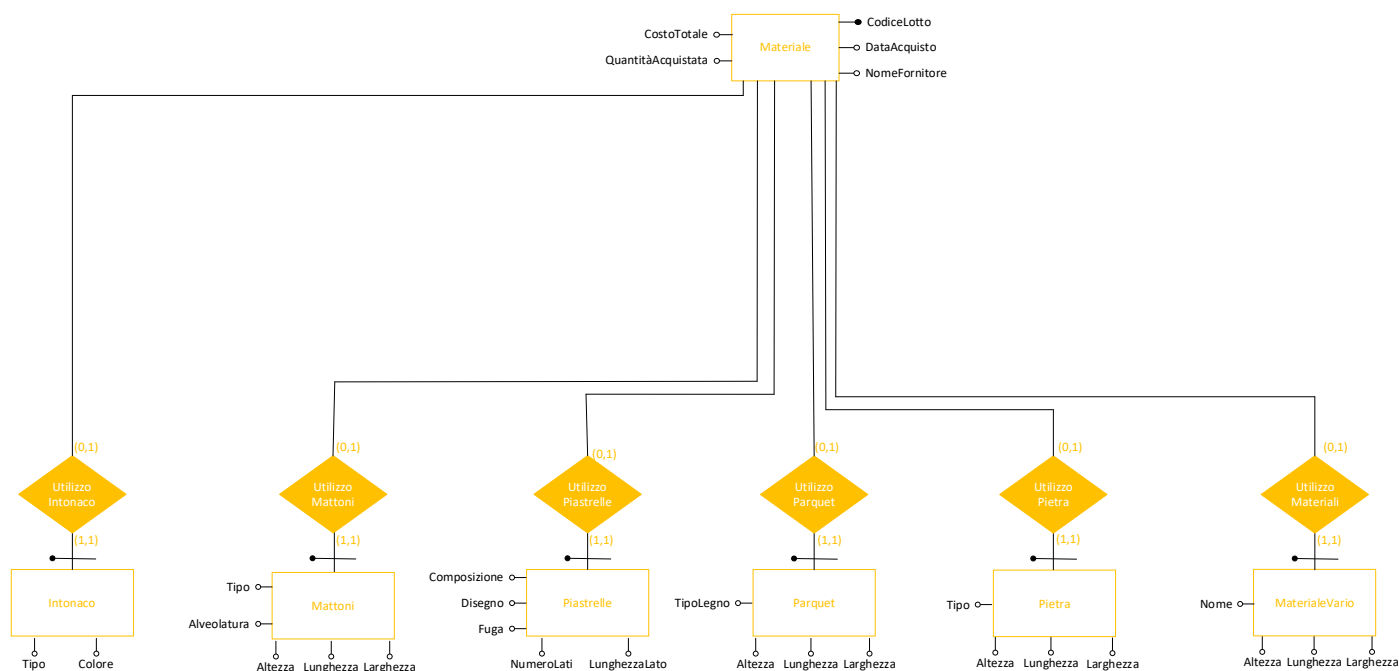 CodiceLotto
CostoTotale
Materiale
DataAcquisto
QuantitàAcquistata
NomeFornitore
(0,1)
(0,1)
(0,1)
(0,1)
(0,1)
(0,1)
Utilizzo
Intonaco
Utilizzo
Mattoni
Utilizzo
Piastrelle
Utilizzo
Parquet
Utilizzo
Pietra
Utilizzo
Materiali
(1,1)
(1,1)
(1,1)
(1,1)
(1,1)
(1,1)
Intonaco
Tipo
Colore
Tipo
Alveolatura
Mattoni
Altezza
Lunghezza
Larghezza
Composizione
Disegno
Fuga
Piastrelle
NumeroLati
LunghezzaLato
TipoLegno
Parquet
Altezza
Lunghezza
Larghezza
Tipo
Pietra
Altezza
Lunghezza
Larghezza
Nome
MaterialeVario
Altezza
Lunghezza
Larghezza